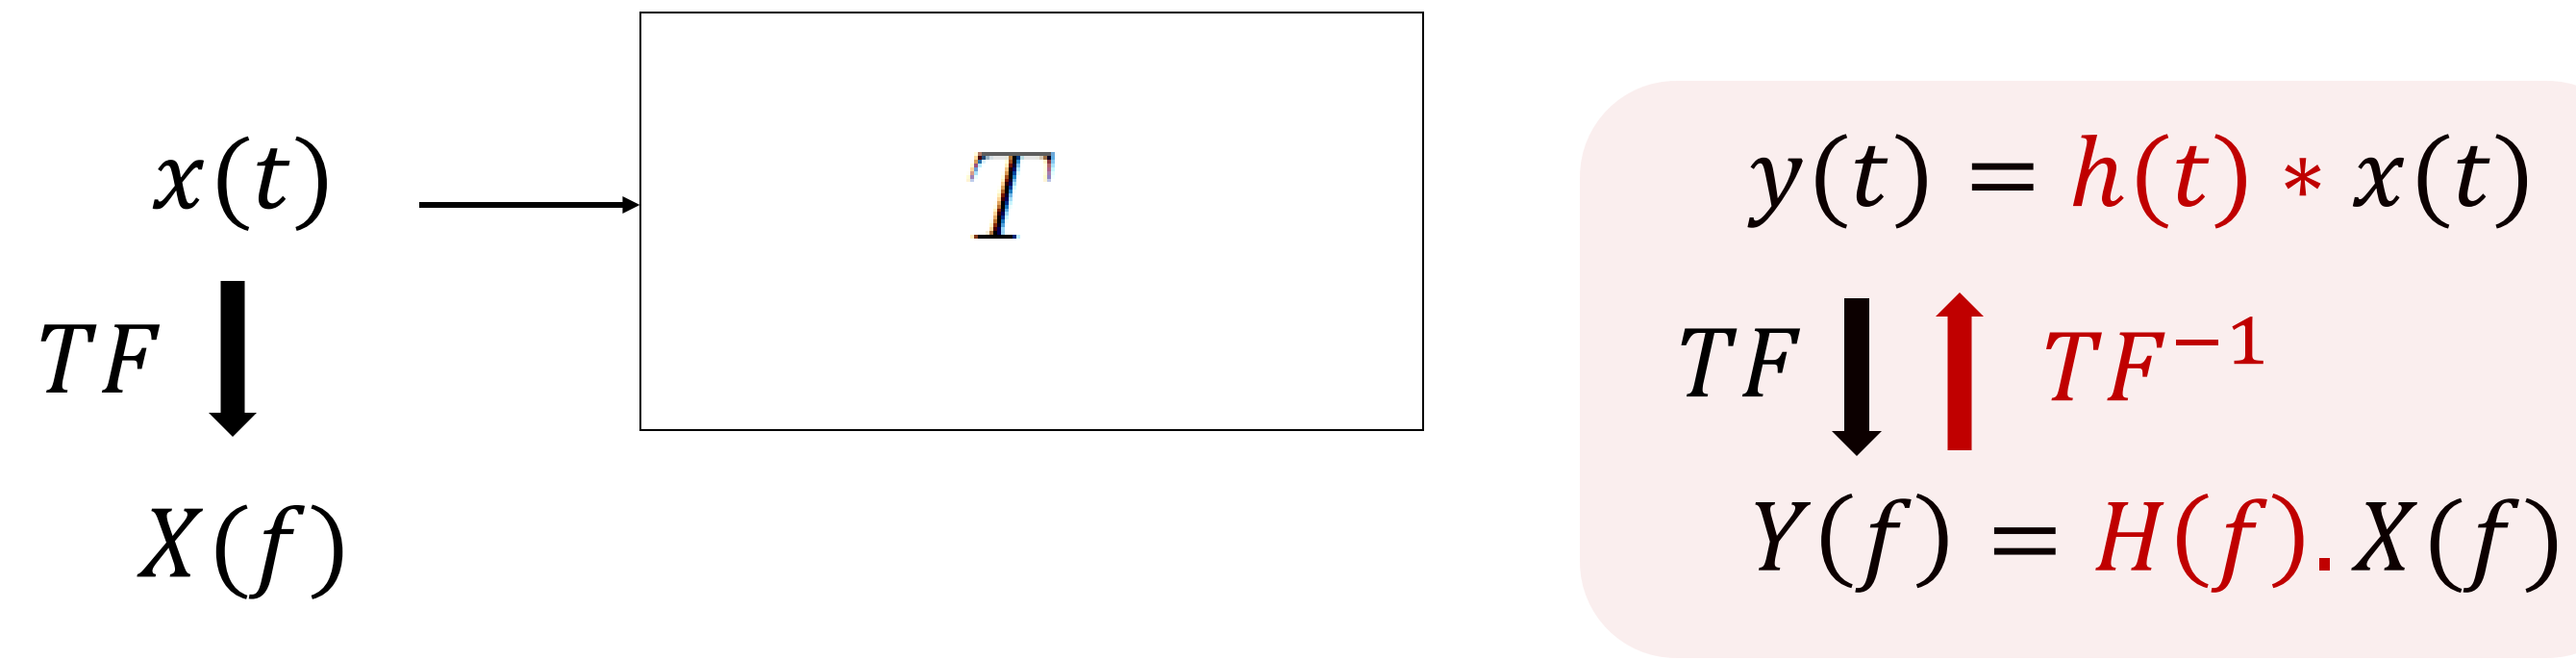 x(t)
T
y(t) = h(t) * x(t)
TF
TF
TF⁻¹
X(f)
Y(f) = H(f). X(f)